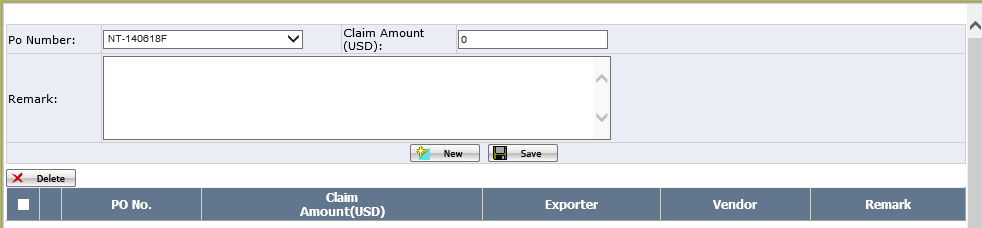 Po Number: NT-140618F Claim Amount
(USD): 0
Remark:
New Save
Delete
PO No. Claim
Amount(USD) Exporter Vendor Remark